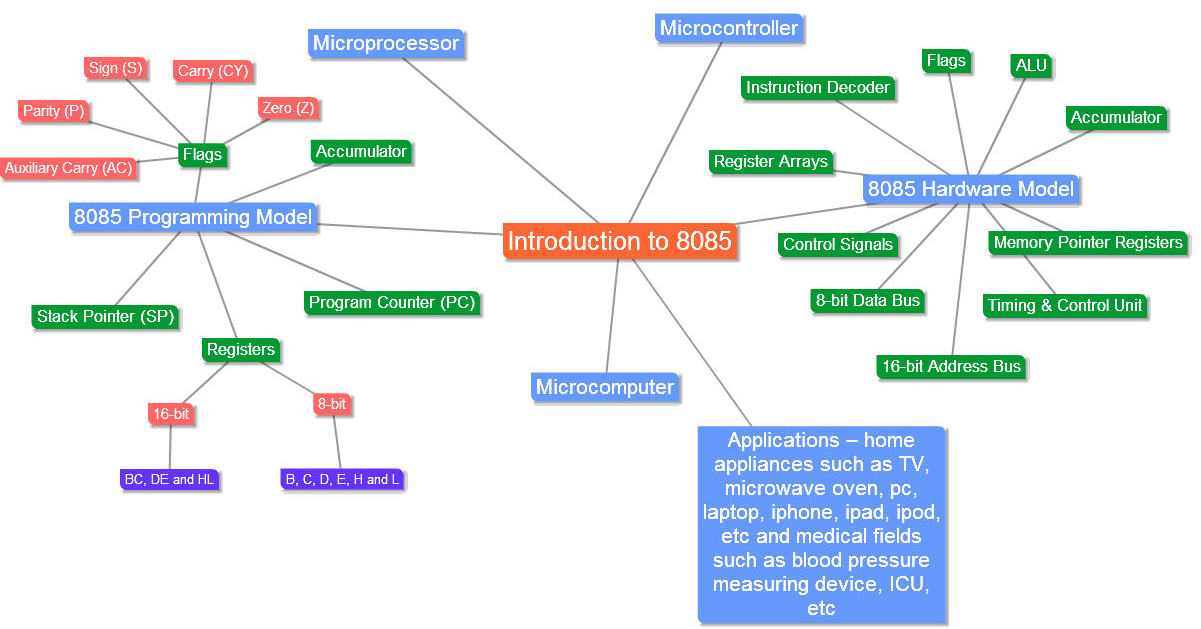 Microcontroller
Microprocessor
Flags
ALU
Sign (S)
Carry (CY)
Instruction Decoder
Parity (P)
Zero (Z)
Accumulator
Flags
Accumulator
Register Arrays
Auxiliary Carry (AC)
8085 Hardware Model
8085 Programming Model
Introduction to 8085
Control Signals
Memory Pointer Registers
8-bit Data Bus
Program Counter (PC)
Timing & Control Unit
Stack Pointer (SP)
Registers
16-bit Address Bus
Microcomputer
16-bit
8-bit
BC, DE and HL
B, C, D, E, H and L
Applications – home
appliances such as TV,
microwave oven, pc,
laptop, iphone, ipad, ipod,
etc and medical fields
such as blood pressure
measuring device, ICU,
etc